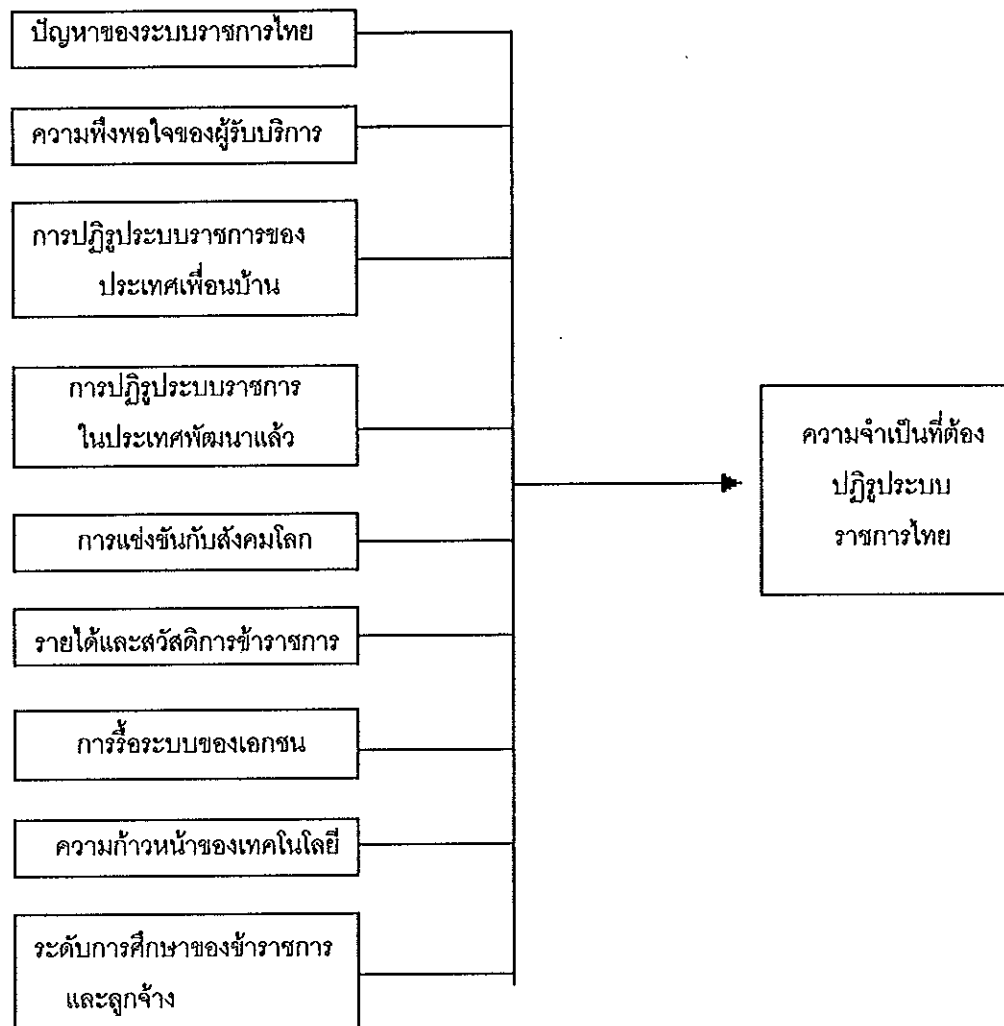 ปัญหาของระบบราชการไทย
ความพึงพอใจของผู้รับบริการ
การปฏิรูประบบราชการของ
ประเทศเพื่อนบ้าน
การปฏิรูประบบราชการ
ในประเทศพัฒนาแล้ว
การแข่งขันกับสังคมโลก
รายได้และสวัสดิการข้าราชการ
การรื้อระบบของเอกชน
ความก้าวหน้าของเทคโนโลยี
ระดับการศึกษาของข้าราชการ
และลูกจ้าง
ความจำเป็นที่ต้อง
ปฏิรูประบบ
ราชการไทย